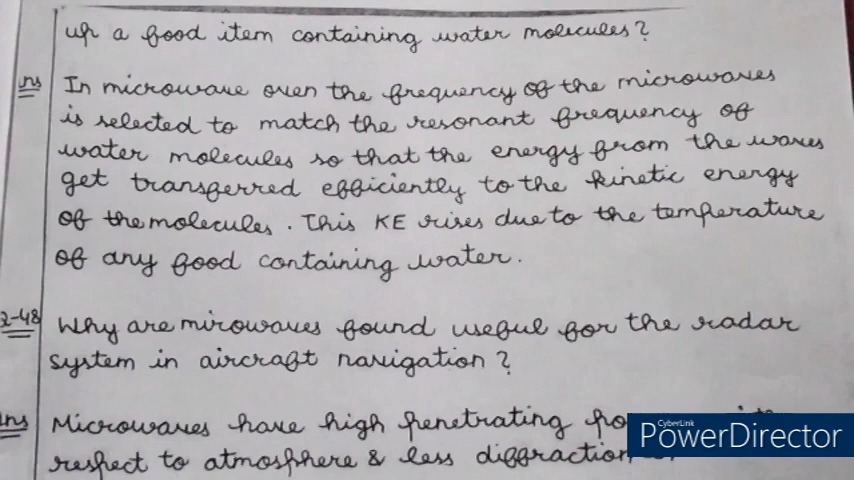 up a food item containing water molecules?
Ans In microwave oven the frequency of the microwaves
is selected to match the resonant frequency of
water molecules so that the energy from the waves
get transferred efficiently to the kinetic energy
of the molecules. This KE rises due to the temperature
of any food containing water.
2-48 Why are mirowaves found useful for the radar
system in aircraft navigation?
Ans Microwaves have high penetrating
respect to atmosphere & less diffraction
CyberLink
PowerDirector